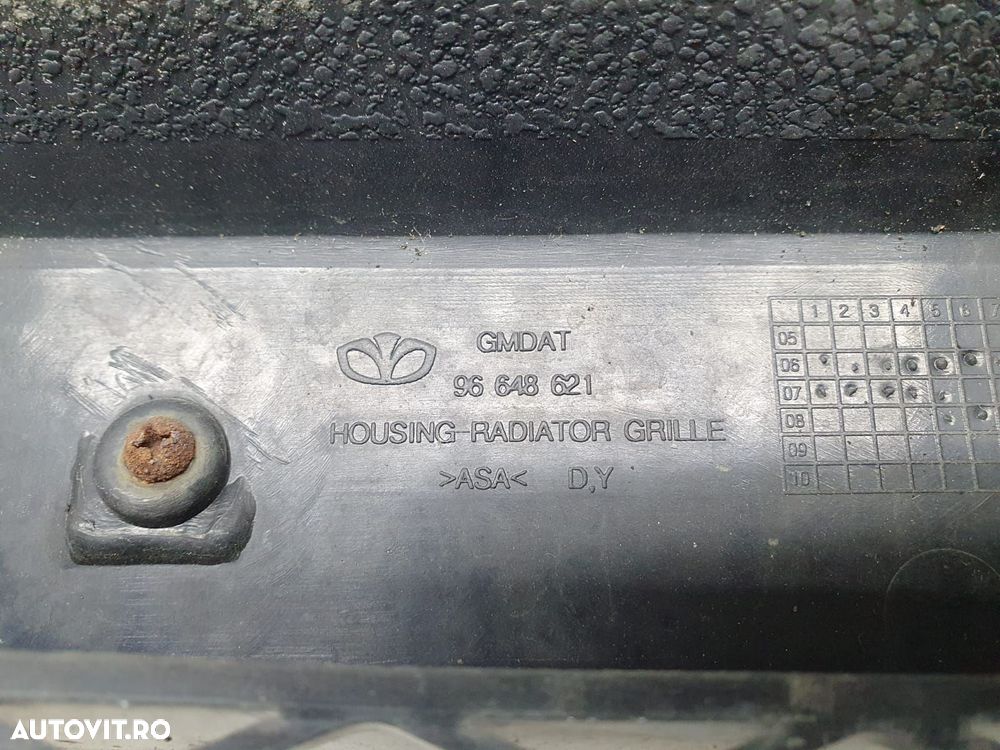 GMDAT
96 648 621
HOUSING-RADIATOR GRILLE
>ASA< D,Y
1 2 3 4 5 6 7
05
06
07
08
09
10
AUTOVIT.RO